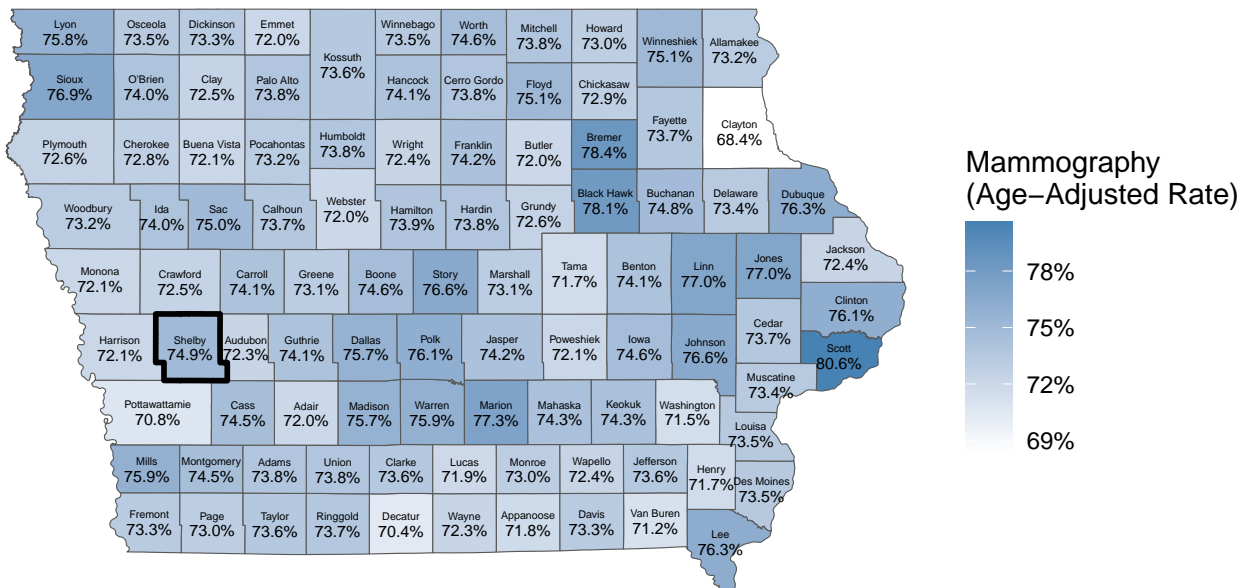 Lyon
75.8%
Osceola
73.5%
Dickinson
73.3%
Emmet
72.0%
Kossuth
73.6%
Winnebago
73.5%
Worth
74.6%
Mitchell
73.8%
Howard
73.0%
Winneshiek
75.1%
Allamakee
73.2%
Sioux
76.9%
O'Brien
74.0%
Clay
72.5%
Palo Alto
73.8%
Hancock
74.1%
Cerro Gordo
73.8%
Floyd
75.1%
Chickasaw
72.9%
Fayette
73.7%
Clayton
68.4%
Plymouth
72.6%
Cherokee
72.8%
Buena Vista
72.1%
Pocahontas
73.2%
Humboldt
73.8%
Wright
72.4%
Franklin
74.2%
Butler
72.0%
Bremer
78.4%
Woodbury
73.2%
Ida
74.0%
Sac
75.0%
Calhoun
73.7%
Webster
72.0%
Hamilton
73.9%
Hardin
73.8%
Grundy
72.6%
Black Hawk
78.1%
Buchanan
74.8%
Delaware
73.4%
Dubuque
76.3%
Monona
72.1%
Crawford
72.5%
Carroll
74.1%
Greene
73.1%
Boone
74.6%
Story
76.6%
Marshall
73.1%
Tama
71.7%
Benton
74.1%
Linn
77.0%
Jones
77.0%
Jackson
72.4%
Clinton
76.1%
Harrison
72.1%
Shelby
74.9%
Audubon
72.3%
Guthrie
74.1%
Dallas
75.7%
Polk
76.1%
Jasper
74.2%
Poweshiek
72.1%
Iowa
74.6%
Johnson
76.6%
Cedar
73.7%
Scott
80.6%
Muscatine
73.4%
Pottawattamie
70.8%
Cass
74.5%
Adair
72.0%
Madison
75.7%
Warren
75.9%
Marion
77.3%
Mahaska
74.3%
Keokuk
74.3%
Washington
71.5%
Louisa
73.5%
Mills
75.9%
Montgomery
74.5%
Adams
73.8%
Union
73.8%
Clarke
73.6%
Lucas
71.9%
Monroe
73.0%
Wapello
72.4%
Jefferson
73.6%
Henry
71.7%
Des Moines
73.5%
Fremont
73.3%
Page
73.0%
Taylor
73.6%
Ringgold
73.7%
Decatur
70.4%
Wayne
72.3%
Appanoose
71.8%
Davis
73.3%
Van Buren
71.2%
Lee
76.3%
Mammography
(Age−Adjusted Rate)
78%
75%
72%
69%